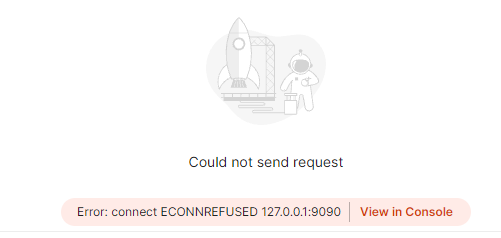 Could not send request
Error: connect ECONNREFUSED 127.0.0.1:9090 View in Console